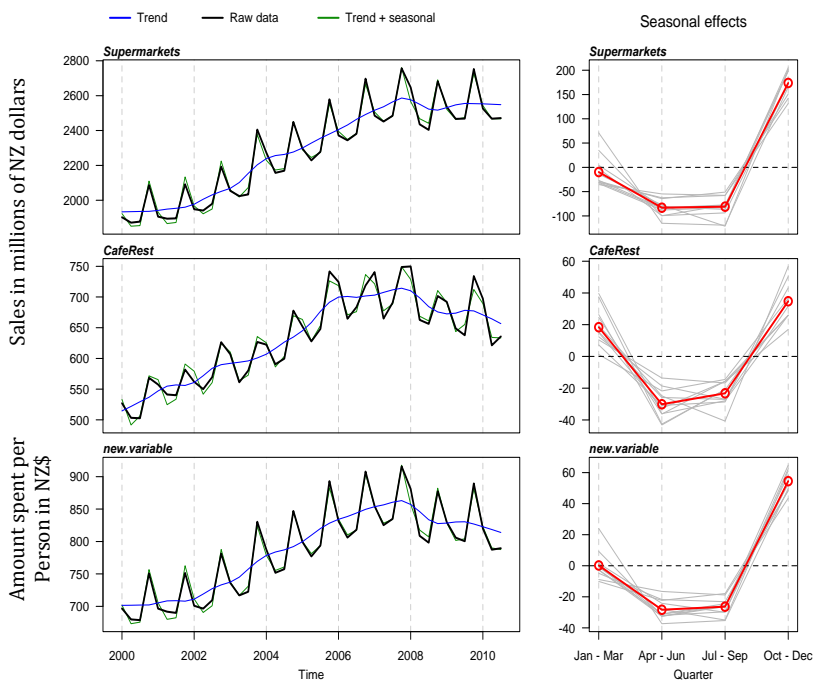 Trend Raw data Trend + seasonal
Seasonal effects
Sales in millions of NZ dollars
Amount spent per
Person in NZ$
Supermarkets
2800
2600
2400
2200
2000
CafeRest
750
700
650
600
550
500
new.variable
900
850
800
750
700
2000 2002 2004 2006 2008 2010
Time
Supermarkets
200
150
100
50
0
-50
-100
CafeRest
60
40
20
0
-20
-40
new.variable
60
40
20
0
-20
-40
Jan - Mar Apr - Jun Jul - Sep Oct - Dec
Quarter